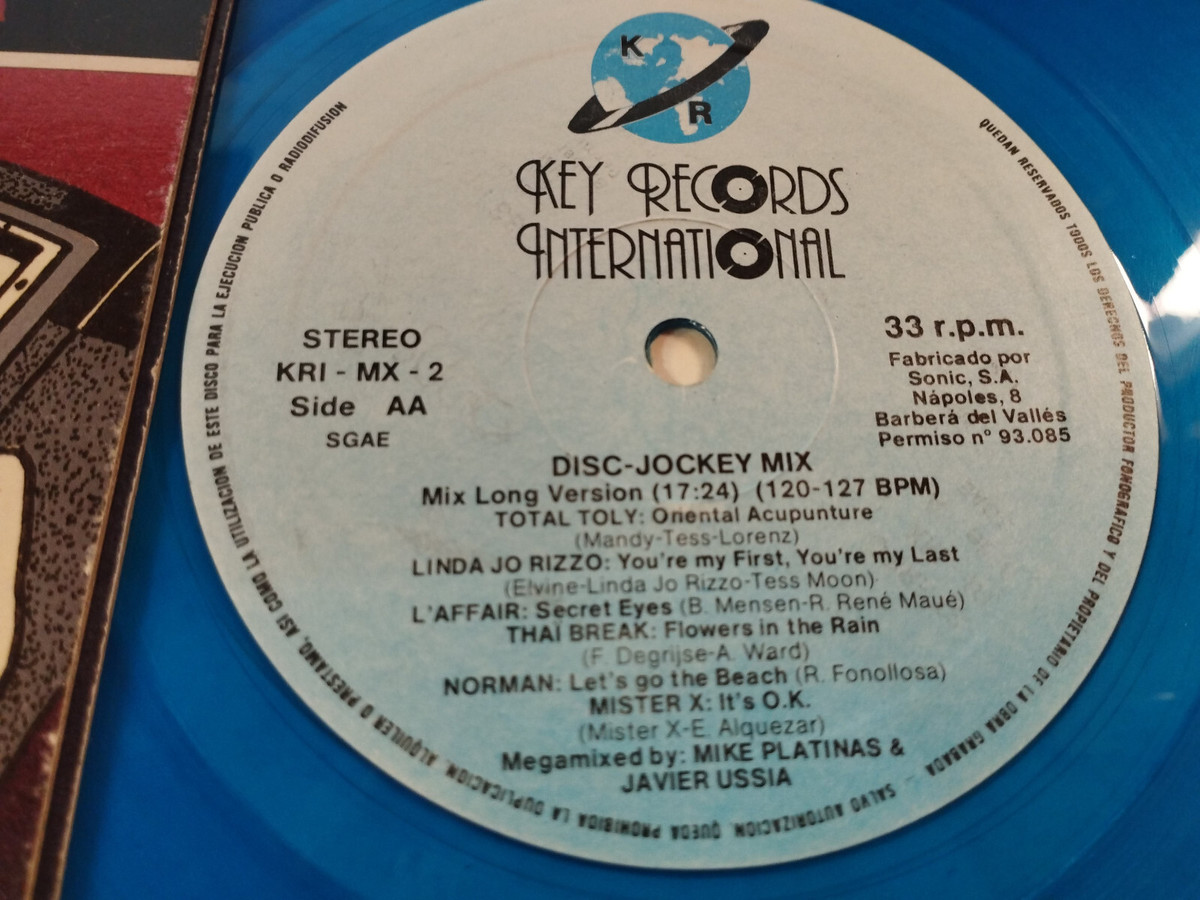 K
R
KEY RECORDS
INTERNATIONAL
STEREO
KRI - MX - 2
Side AA
SGAE
33 r.p.m.
Fabricado por
Sonic, S.A.
Nápoles, 8
Barberá del Vallés
Permiso nº 93.085
DISC-JOCKEY MIX
Mix Long Version (17:24) (120-127 BPM)
TOTAL TOLY: Oriental Acupunture
(Mandy-Tess-Lorenz)
LINDA JO RIZZO: You're my First, You're my Last
(Elvine-Linda Jo Rizzo-Tess Moon)
L'AFFAIR: Secret Eyes (B. Mensen-R. René Maué)
THAI BREAK: Flowers in the Rain
(F. Degrijse-A. Ward)
NORMAN: Let's go the Beach (R. Fonollosa)
MISTER X: It's O.K.
(Mister X-E. Alquezar)
Megamixed by: MIKE PLATINAS &
JAVIER USSIA
QUEDAN RESERVADOS TODOS LOS DERECHOS DEL PRODUCTOR FONOGRAFICO Y DEL PROPIETARIO DE LA OBRA GRABADA - SALVO AUTORIZACION, QUEDA PROHIBIDA LA DUPLICACION, ALQUILER O PRESTAMO, ASI COMO LA UTILIZACION DE ESTE DISCO PARA LA EJECUCION PUBLICA O RADIODIFUSION